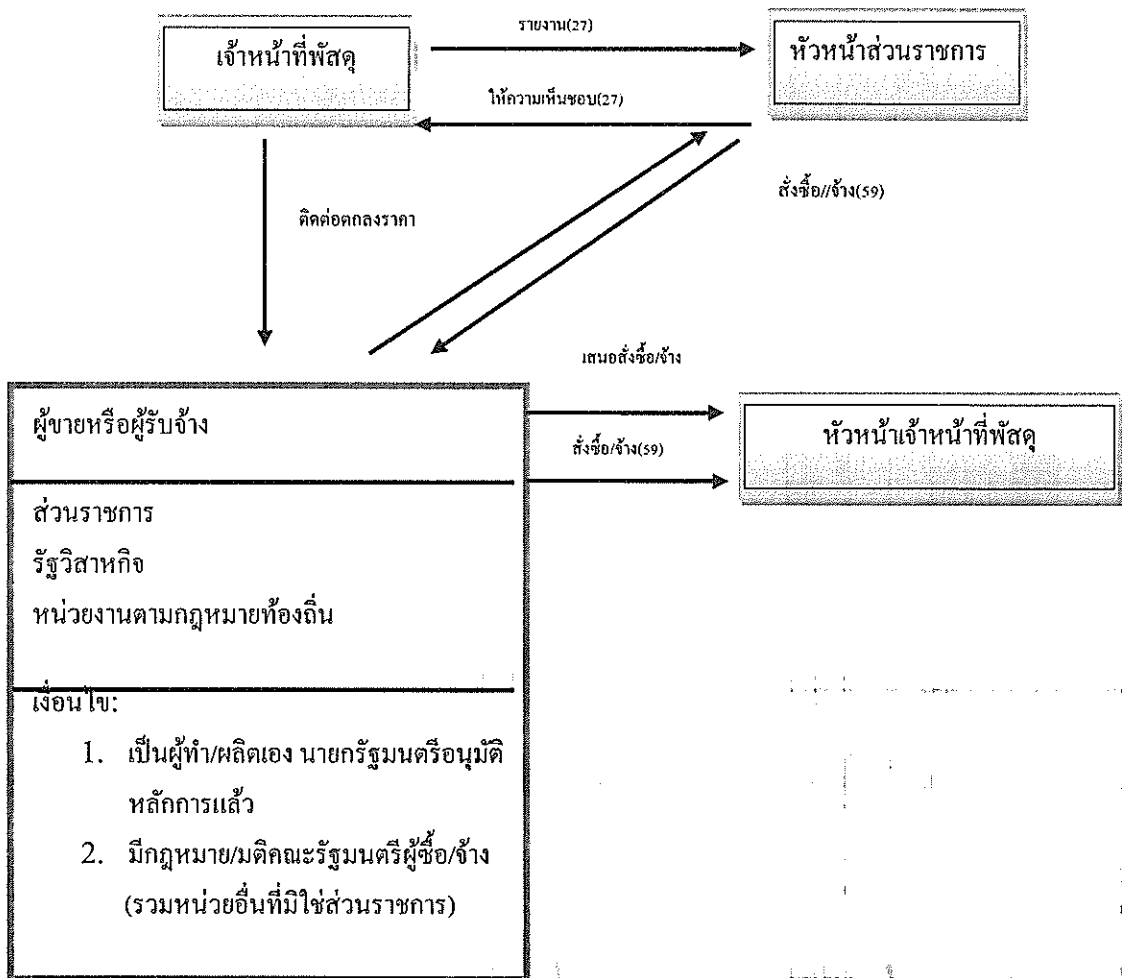 รายงาน(27)
เจ้าหน้าที่พัสดุ
หัวหน้าส่วนราชการ
ให้ความเห็นชอบ(27)
สั่งซื้อ//จ้าง(59)
ติดต่อตกลงราคา
เสนอสั่งซื้อ/จ้าง
ผู้ขายหรือผู้รับจ้าง
สั่งซื้อ/จ้าง(59)
หัวหน้าเจ้าหน้าที่พัสดุ
ส่วนราชการ
รัฐวิสาหกิจ
หน่วยงานตามกฎหมายท้องถิ่น
เงื่อนไข:
1. เป็นผู้ทำ/ผลิตเอง นายกรัฐมนตรีอนุมัติ
หลักการแล้ว
2. มีกฎหมาย/มติคณะรัฐมนตรีผู้ซื้อ/จ้าง
(รวมหน่วยอื่นที่มิใช่ส่วนราชการ)